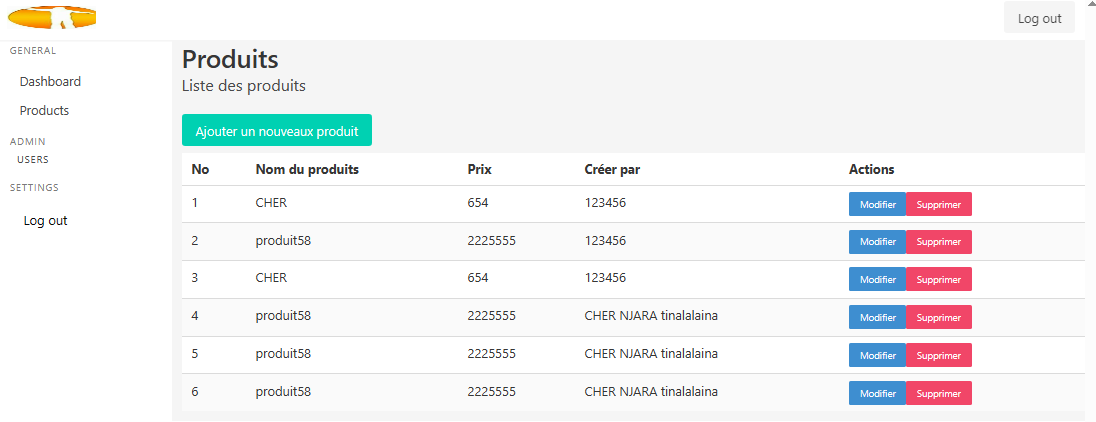 Log out
GENERAL
Dashboard
Products
ADMIN
USERS
SETTINGS
Log out
Produits
Liste des produits
Ajouter un nouveaux produit
No Nom du produits Prix Créer par Actions
1 CHER 654 123456 Modifier Supprimer
2 produit58 2225555 123456 Modifier Supprimer
3 CHER 654 123456 Modifier Supprimer
4 produit58 2225555 CHER NJARA tinalalaina Modifier Supprimer
5 produit58 2225555 CHER NJARA tinalalaina Modifier Supprimer
6 produit58 2225555 CHER NJARA tinalalaina Modifier Supprimer